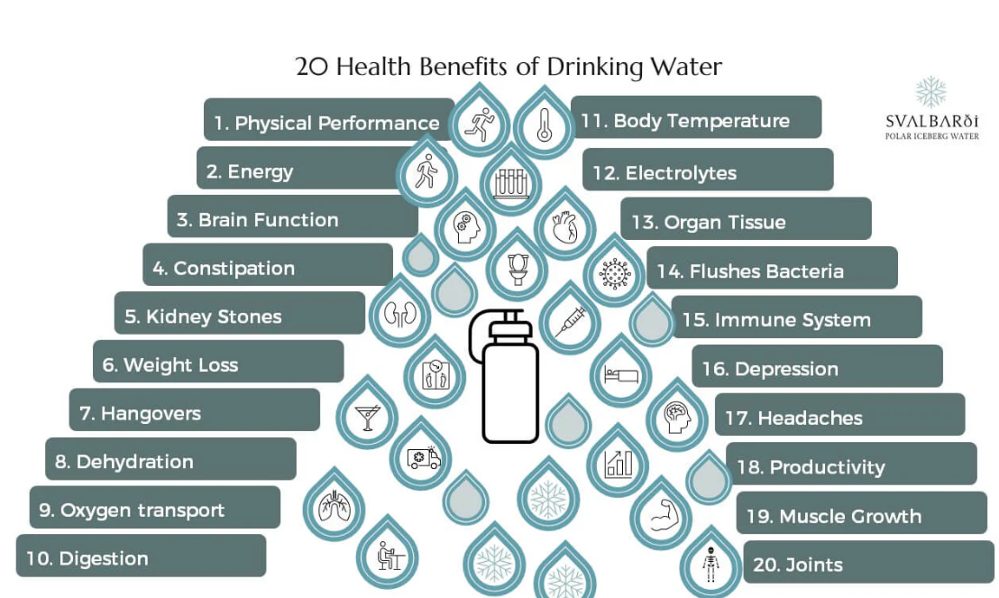 20 Health Benefits of Drinking Water
SVALBARÐI
POLAR ICEBERG WATER
1. Physical Performance
2. Energy
3. Brain Function
4. Constipation
5. Kidney Stones
6. Weight Loss
7. Hangovers
8. Dehydration
9. Oxygen transport
10. Digestion
11. Body Temperature
12. Electrolytes
13. Organ Tissue
14. Flushes Bacteria
15. Immune System
16. Depression
17. Headaches
18. Productivity
19. Muscle Growth
20. Joints